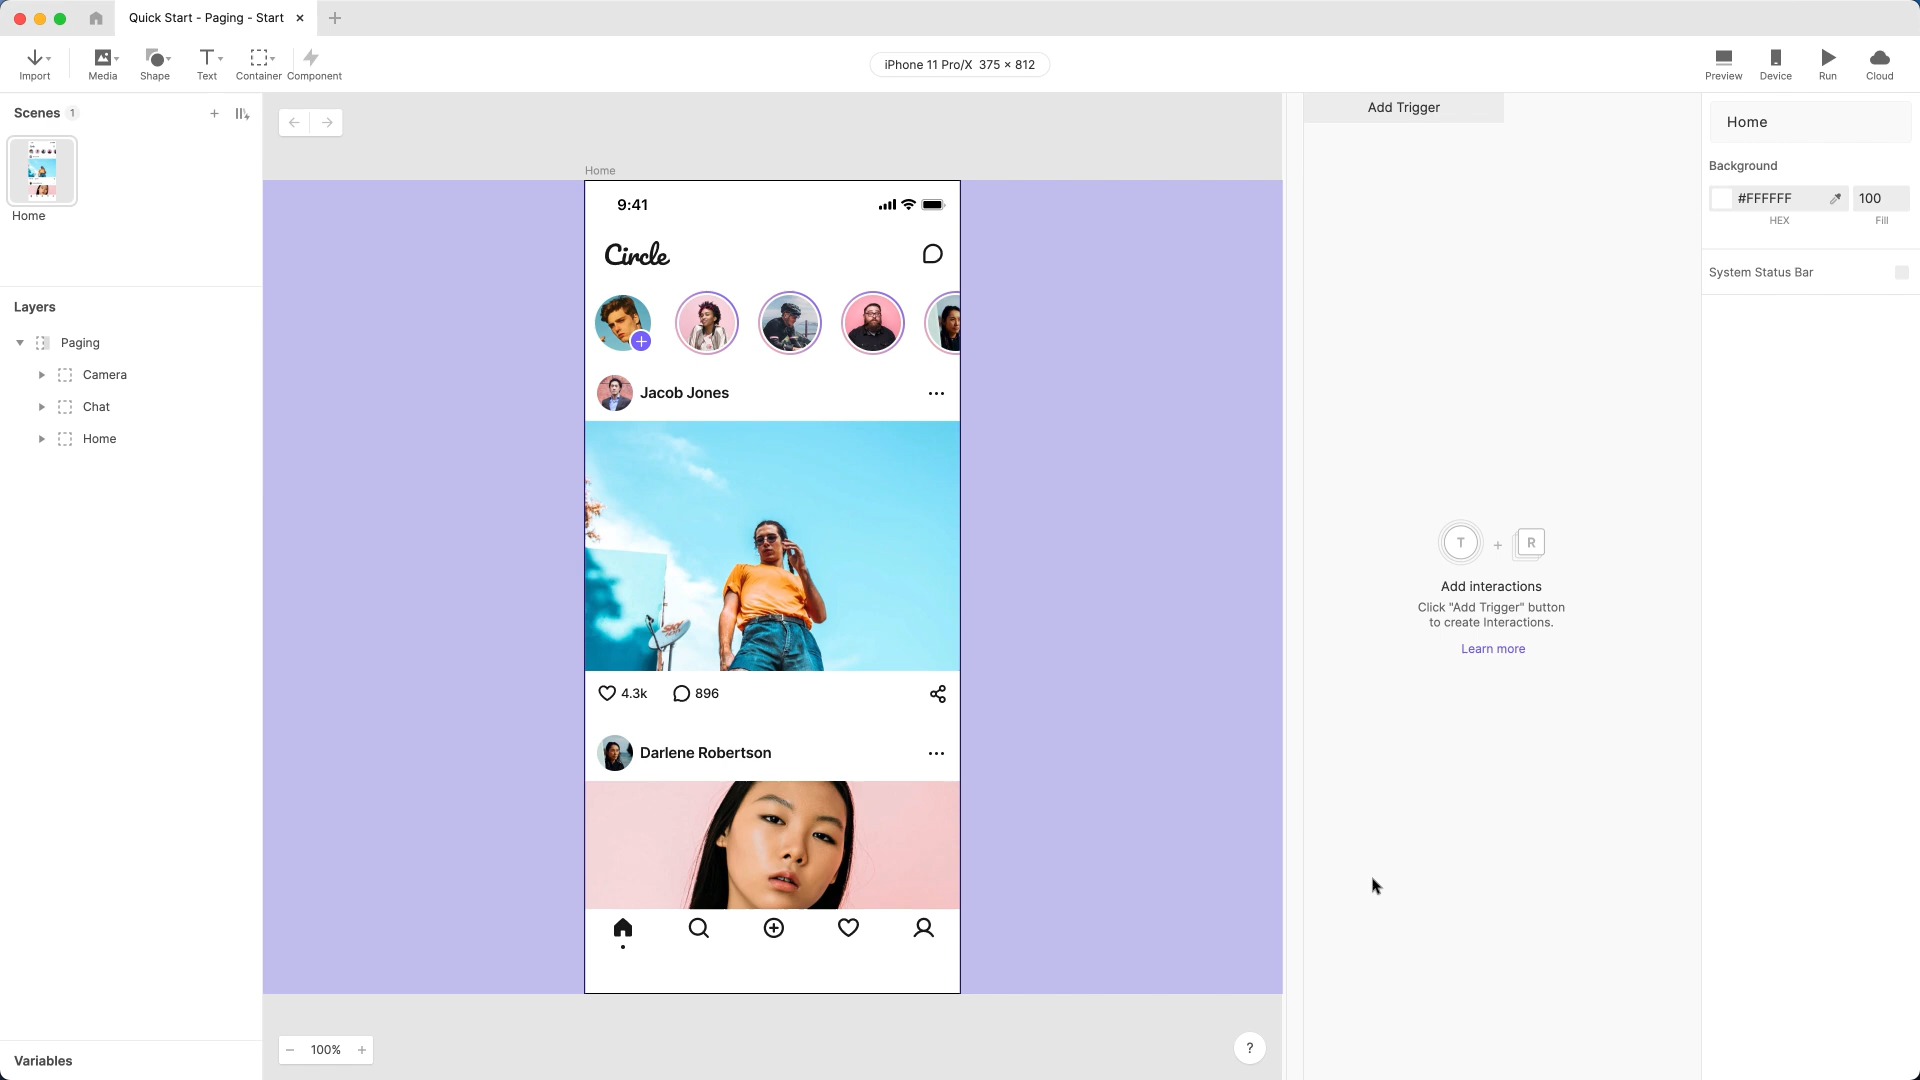 Quick Start - Paging - Start
Import
Media
Shape
Text
Container
Component
iPhone 11 Pro/X 375 × 812
Preview
Device
Run
Cloud
Scenes 1
Home
Layers
Paging
Camera
Chat
Home
Variables
Home
9:41
Circle
Jacob Jones
4.3k
896
Darlene Robertson
100%
?
Add Trigger
T + R
Add interactions
Click "Add Trigger" button
to create Interactions.
Learn more
Home
Background
#FFFFFF 100
HEX Fill
System Status Bar